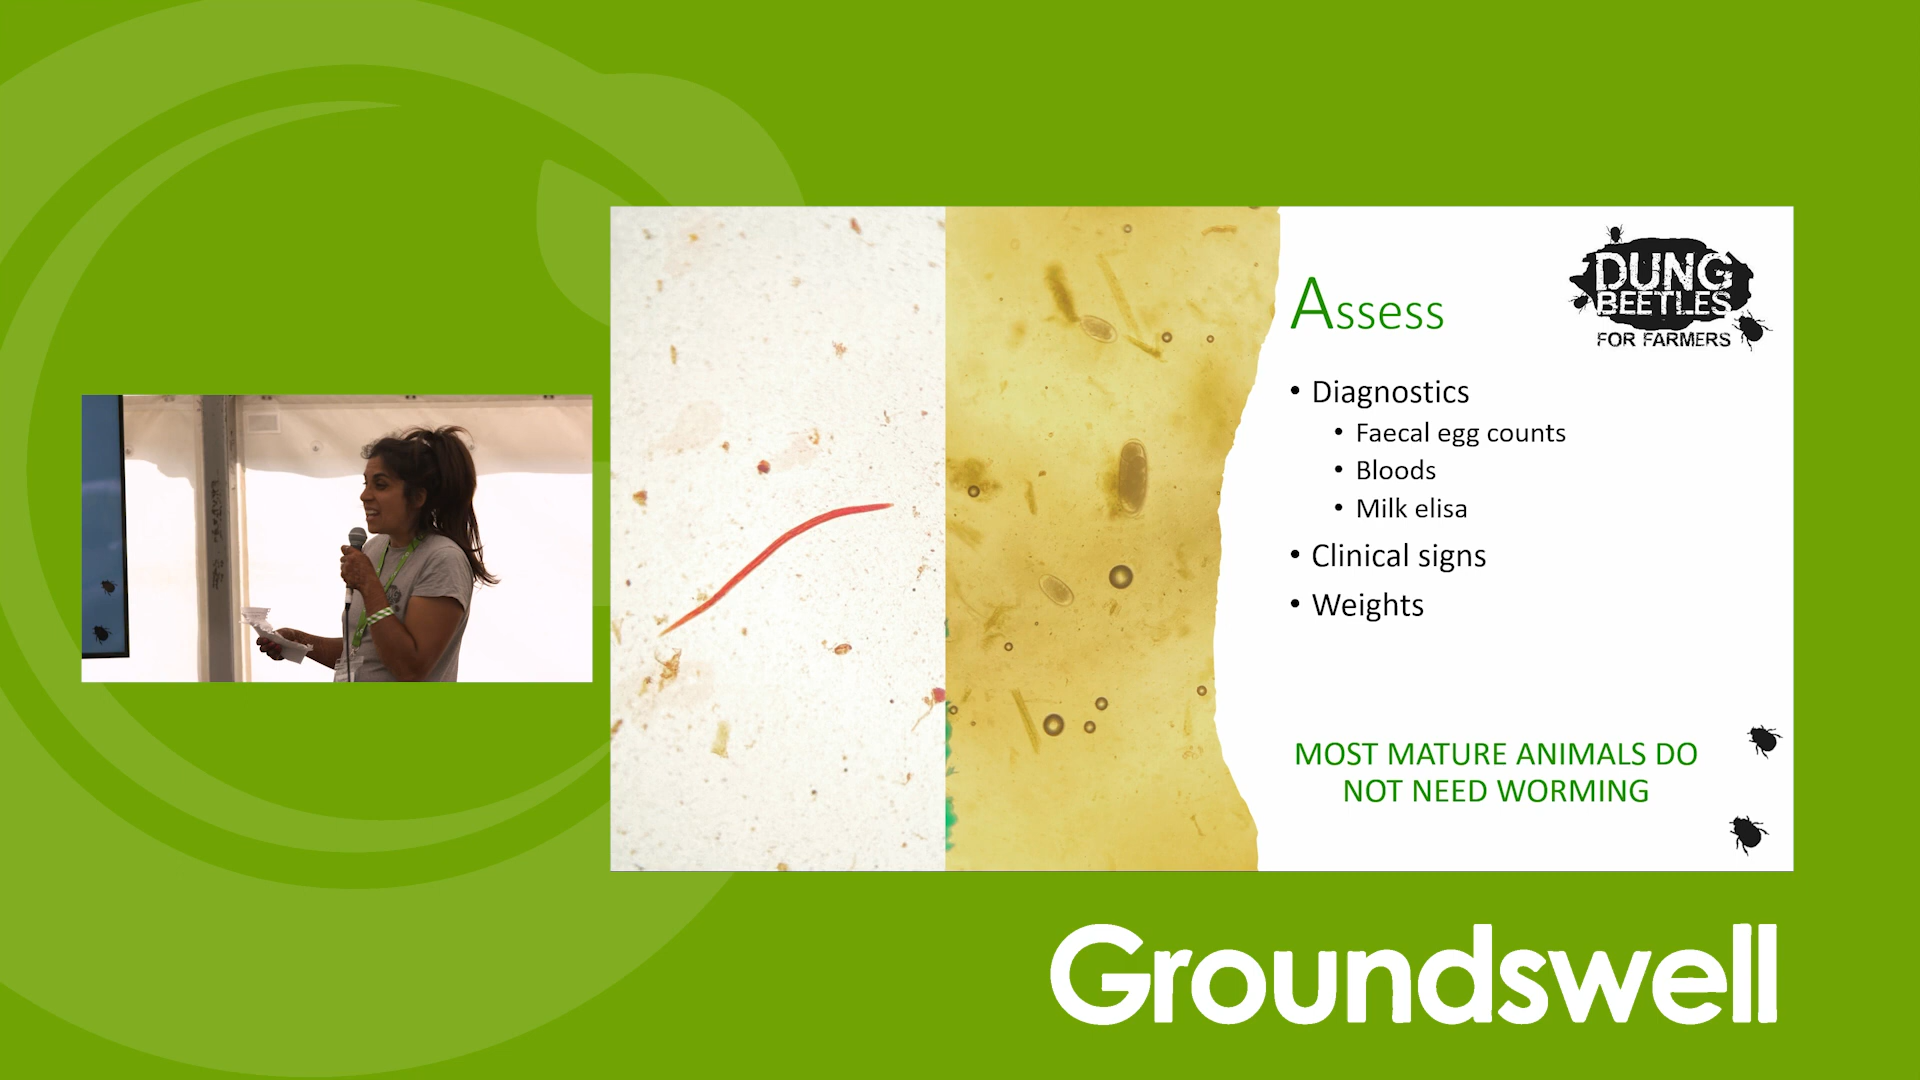 DUNG
BEETLES
FOR FARMERS
Assess
• Diagnostics
• Faecal egg counts
• Bloods
• Milk elisa
• Clinical signs
• Weights
MOST MATURE ANIMALS DO
NOT NEED WORMING
Groundswell